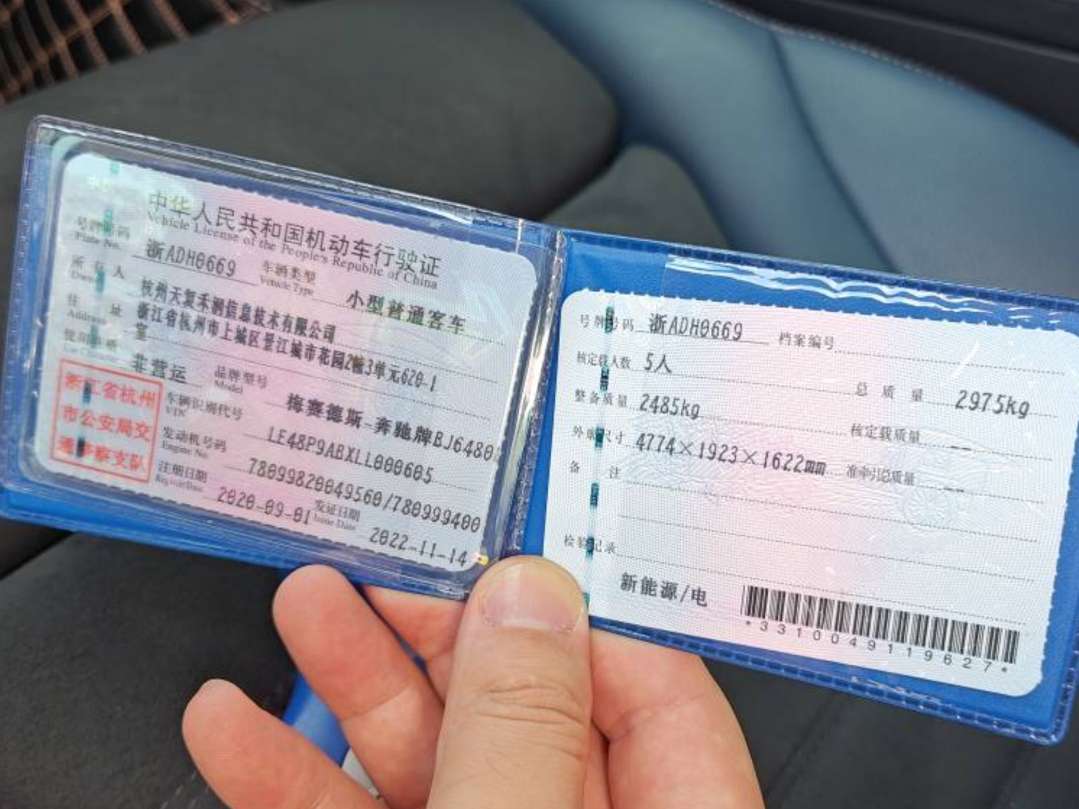 中华人民共和国机动车行驶证
Vehicle License of the People's Republic of China
号牌号码 浙ADH0669 车辆类型 小型普通客车
Plate No. Vehicle Type
所有人 杭州天复禾润信息技术有限公司
Owner
住址 浙江省杭州市上城区景江城市花园2幢3单元620-1
Address 室
使用性质 非营运 品牌型号 梅赛德斯-奔驰牌BJ6480
Model
浙江省杭州
市公安局交
通警察支队
车辆识别代号 LE48P9ABXLL000605
VIN
发动机号码 78099820049560/780999400
Engine No.
注册日期 2020-09-01 发证日期 2022-11-14
Register Date Issue Date
号牌号码 浙ADH0669 档案编号
核定载人数 5人 总质量 2975kg
整备质量 2485kg 核定载质量 --
外廓尺寸 4774×1923×1622mm 准牵引总质量 --
备注
检验记录
新能源/电
*3310049119627*